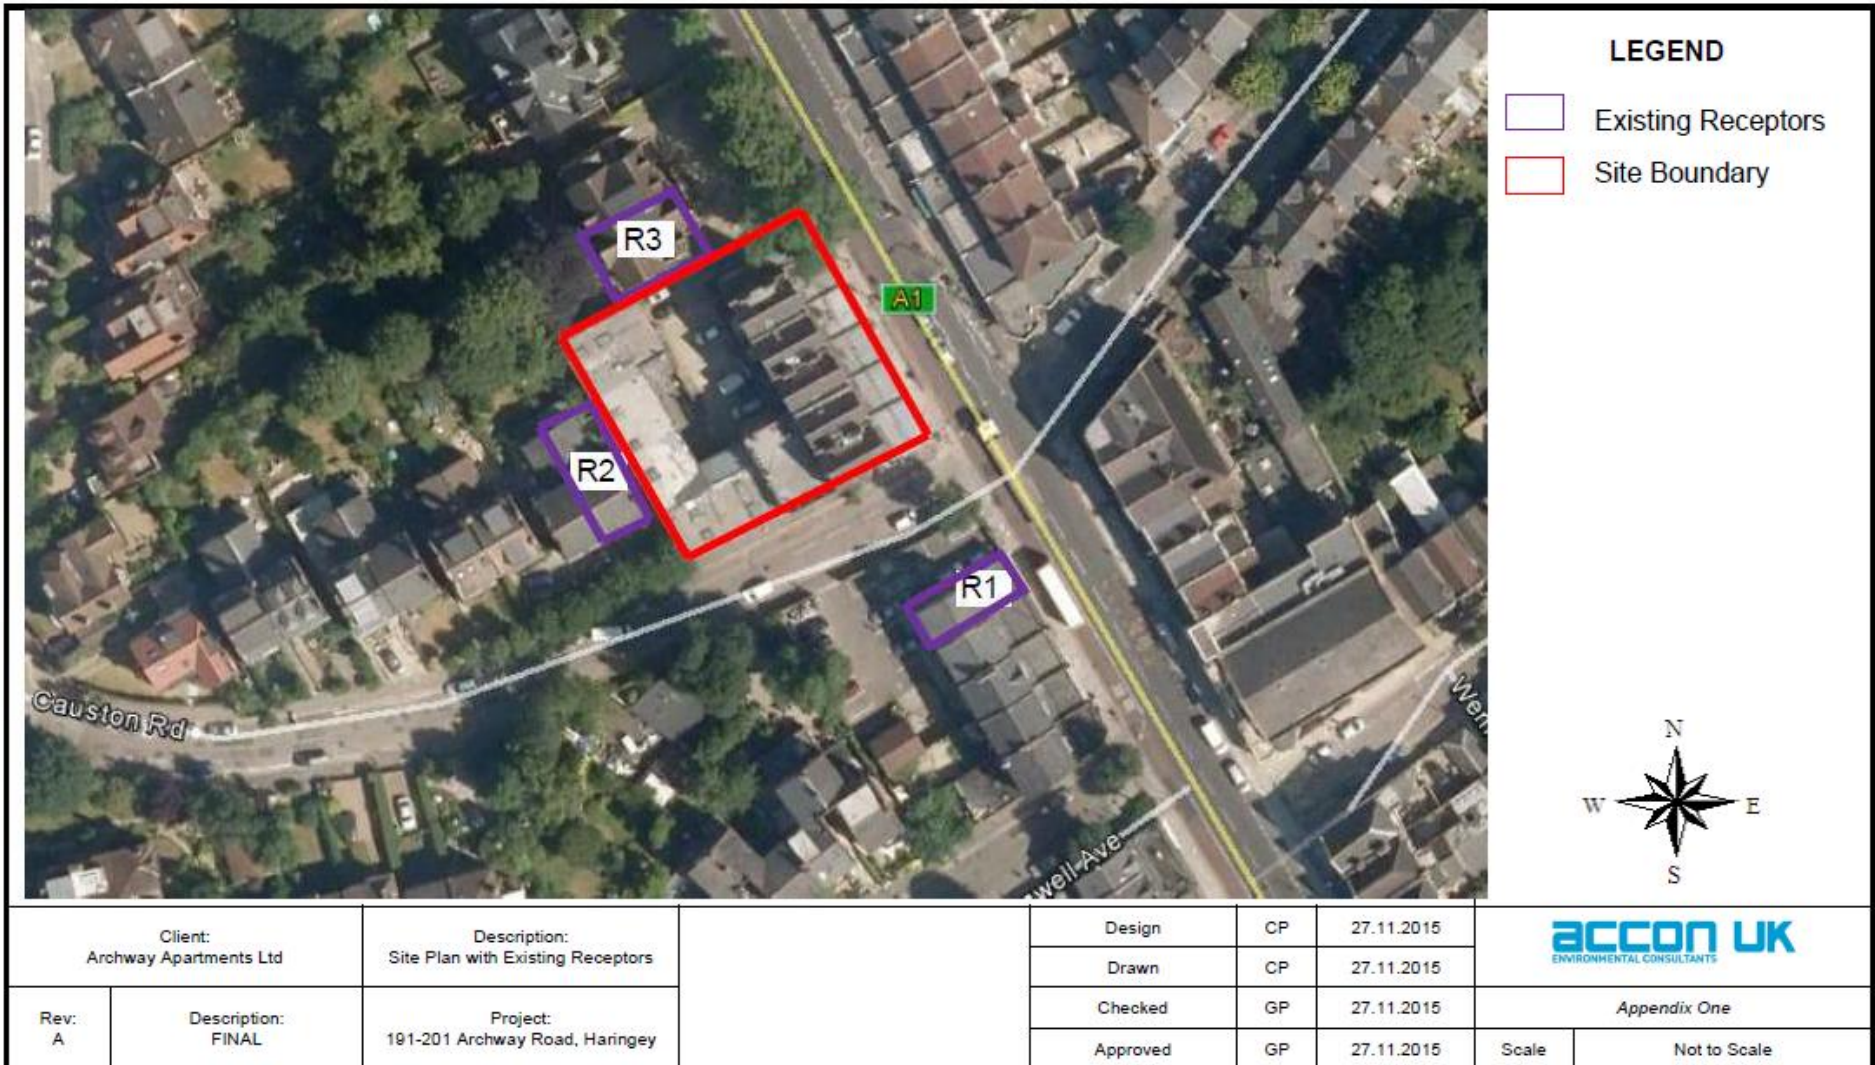 LEGEND
Existing Receptors
Site Boundary
R3
A1
R2
R1
Causton Rd
N
W E
S
Client:
Archway Apartments Ltd
Description:
Site Plan with Existing Receptors
Rev:
A
Description:
FINAL
Project:
191-201 Archway Road, Haringey
Design CP 27.11.2015
Drawn CP 27.11.2015
Checked GP 27.11.2015
Approved GP 27.11.2015
accon UK
ENVIRONMENTAL CONSULTANTS
Appendix One
Scale Not to Scale